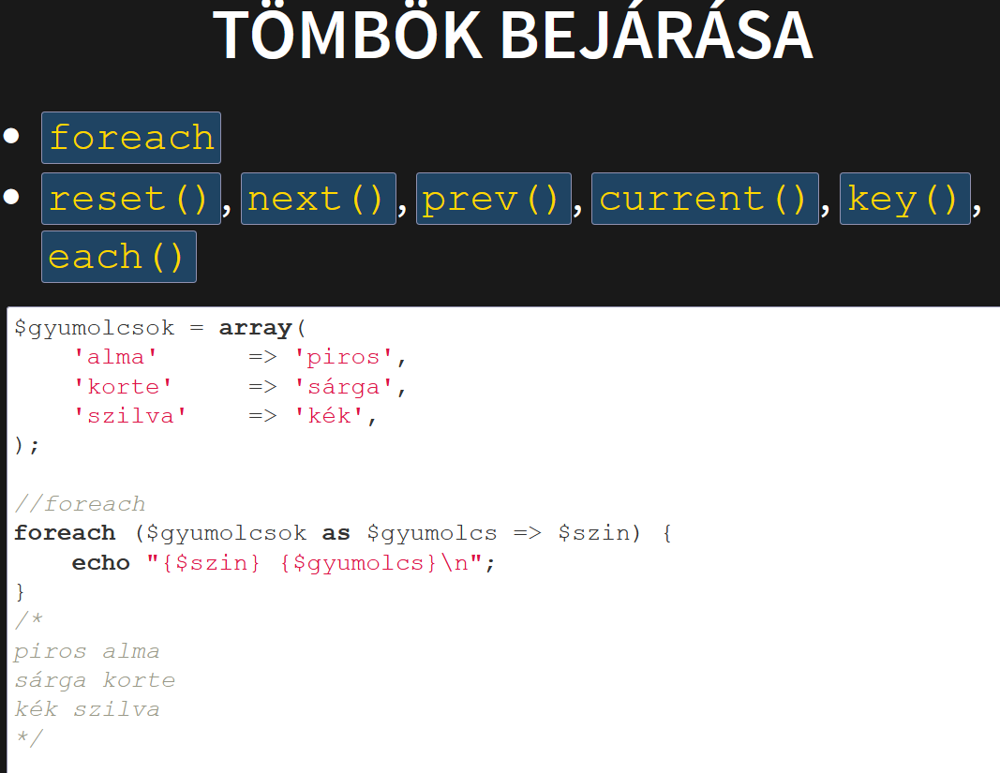 TÖMBÖK BEJÁRÁSA
• foreach
• reset(), next(), prev(), current(), key(),
each()
$gyumolcsok = array(
    'alma'      => 'piros',
    'korte'     => 'sárga',
    'szilva'    => 'kék',
);
//foreach
foreach ($gyumolcsok as $gyumolcs => $szin) {
    echo "{$szin} {$gyumolcs}\n";
}
/*
piros alma
sárga korte
kék szilva
*/